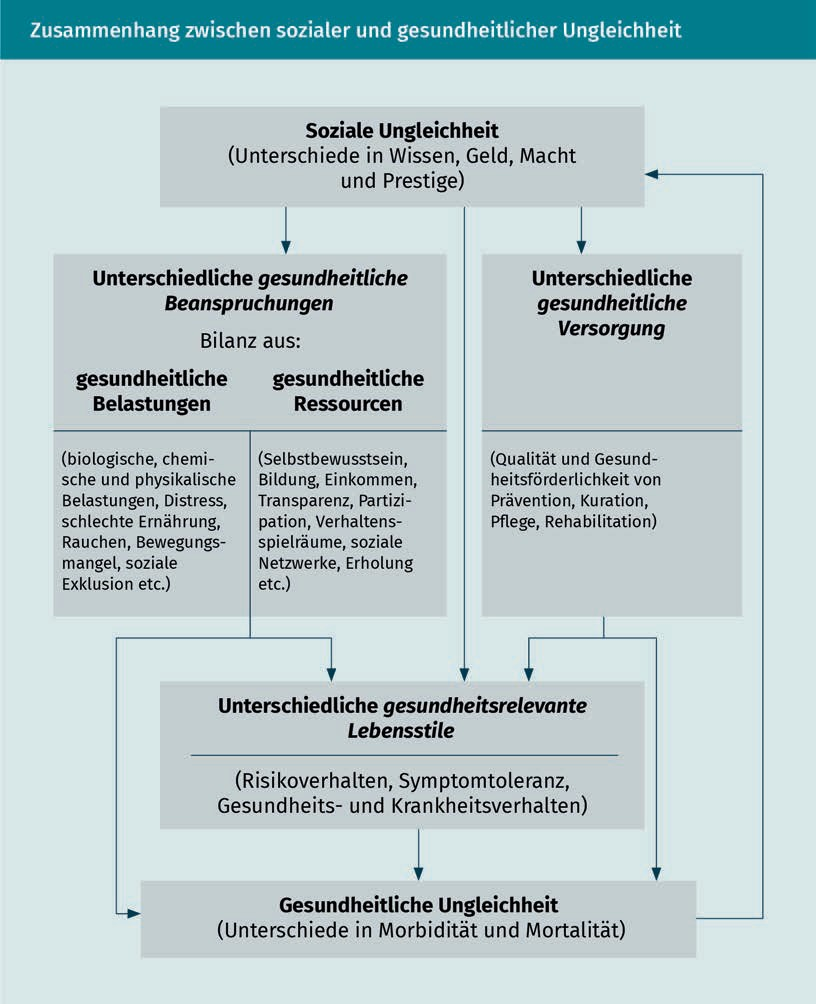 Zusammenhang zwischen sozialer und gesundheitlicher Ungleichheit
Soziale Ungleichheit
(Unterschiede in Wissen, Geld, Macht
und Prestige)
Unterschiedliche gesundheitliche
Beanspruchungen
Bilanz aus:
gesundheitliche
Belastungen
gesundheitliche
Ressourcen
(biologische, chemi-
sche und physikalische
Belastungen, Distress,
schlechte Ernährung,
Rauchen, Bewegungs-
mangel, soziale
Exklusion etc.)
(Selbstbewusstsein,
Bildung, Einkommen,
Transparenz, Partizi-
pation, Verhaltens-
spielräume, soziale
Netzwerke, Erholung
etc.)
Unterschiedliche
gesundheitliche
Versorgung
(Qualität und Gesund-
heitsförderlichkeit von
Prävention, Kuration,
Pflege, Rehabilitation)
Unterschiedliche gesundheitsrelevante
Lebensstile
(Risikoverhalten, Symptomtoleranz,
Gesundheits- und Krankheitsverhalten)
Gesundheitliche Ungleichheit
(Unterschiede in Morbidität und Mortalität)